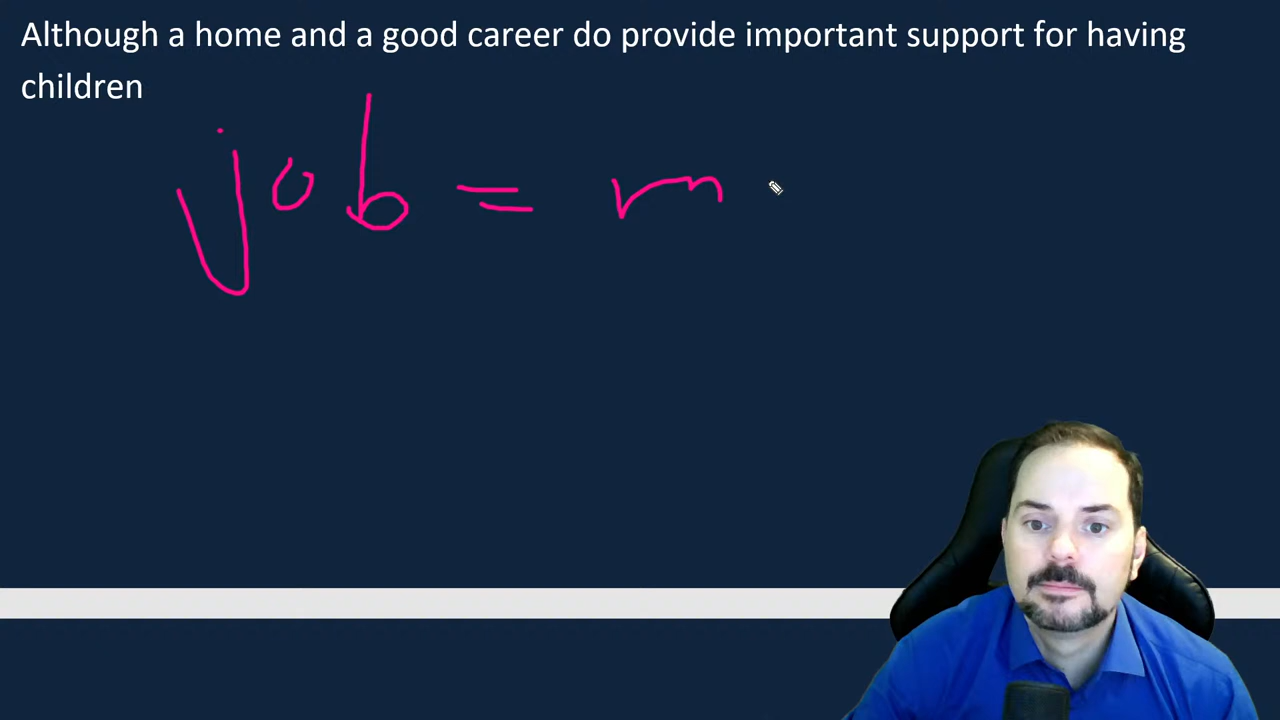 Although a home and a good career do provide important support for having
children
job = m